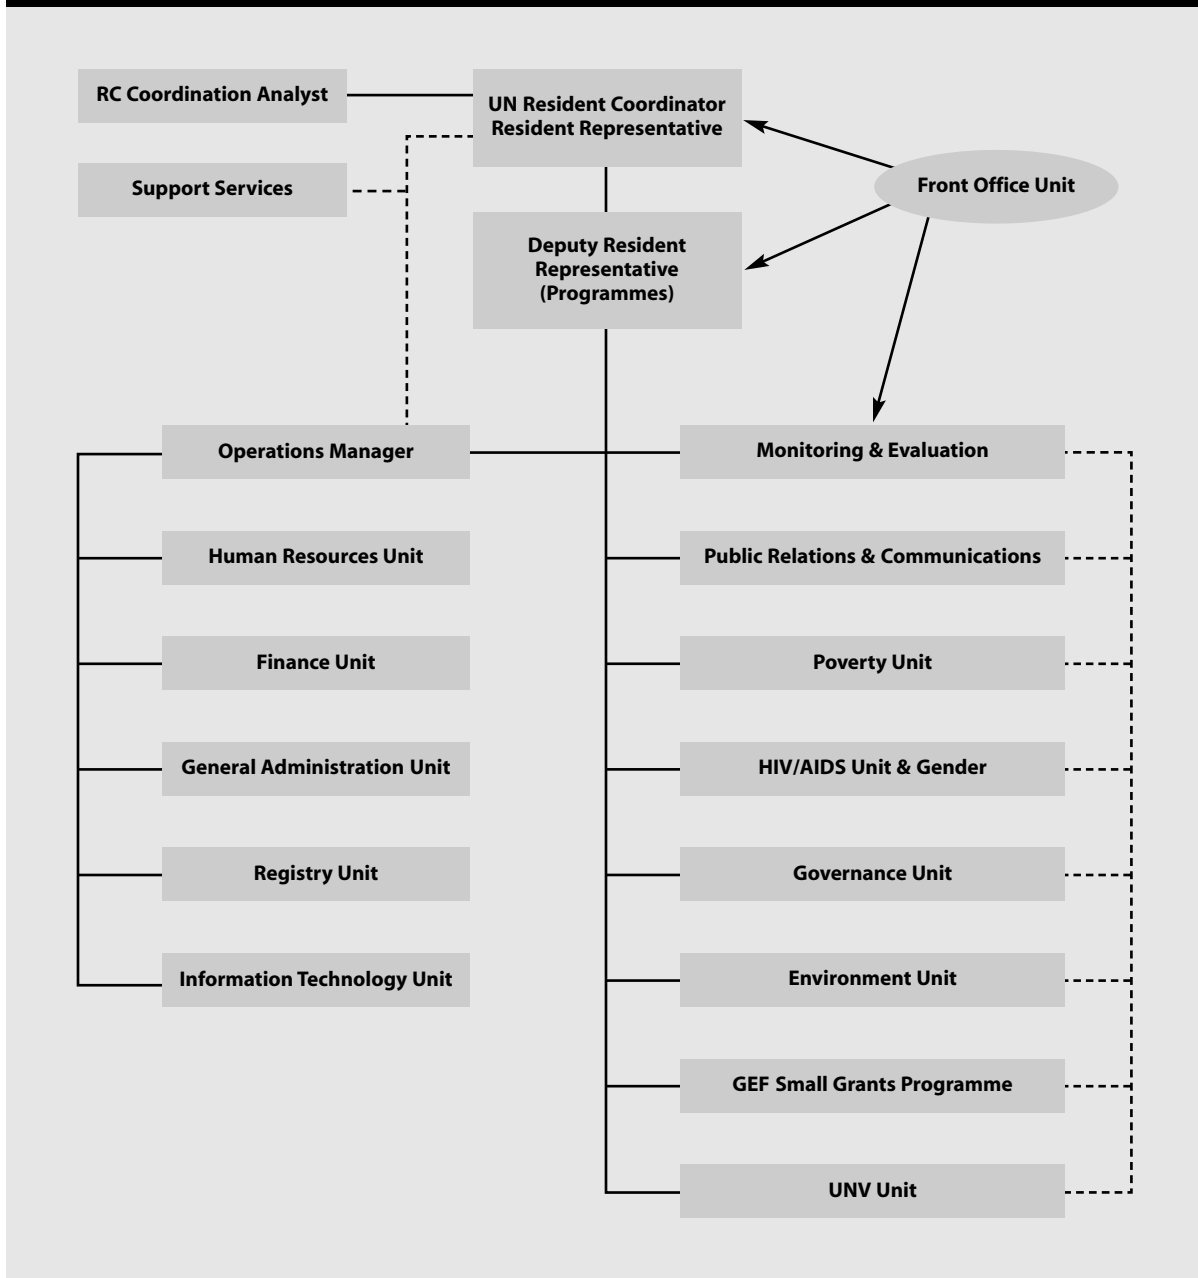 RC Coordination Analyst
UN Resident Coordinator
Resident Representative
Support Services
Front Office Unit
Deputy Resident
Representative
(Programmes)
Operations Manager
Monitoring & Evaluation
Human Resources Unit
Public Relations & Communications
Finance Unit
Poverty Unit
General Administration Unit
HIV/AIDS Unit & Gender
Registry Unit
Governance Unit
Information Technology Unit
Environment Unit
GEF Small Grants Programme
UNV Unit